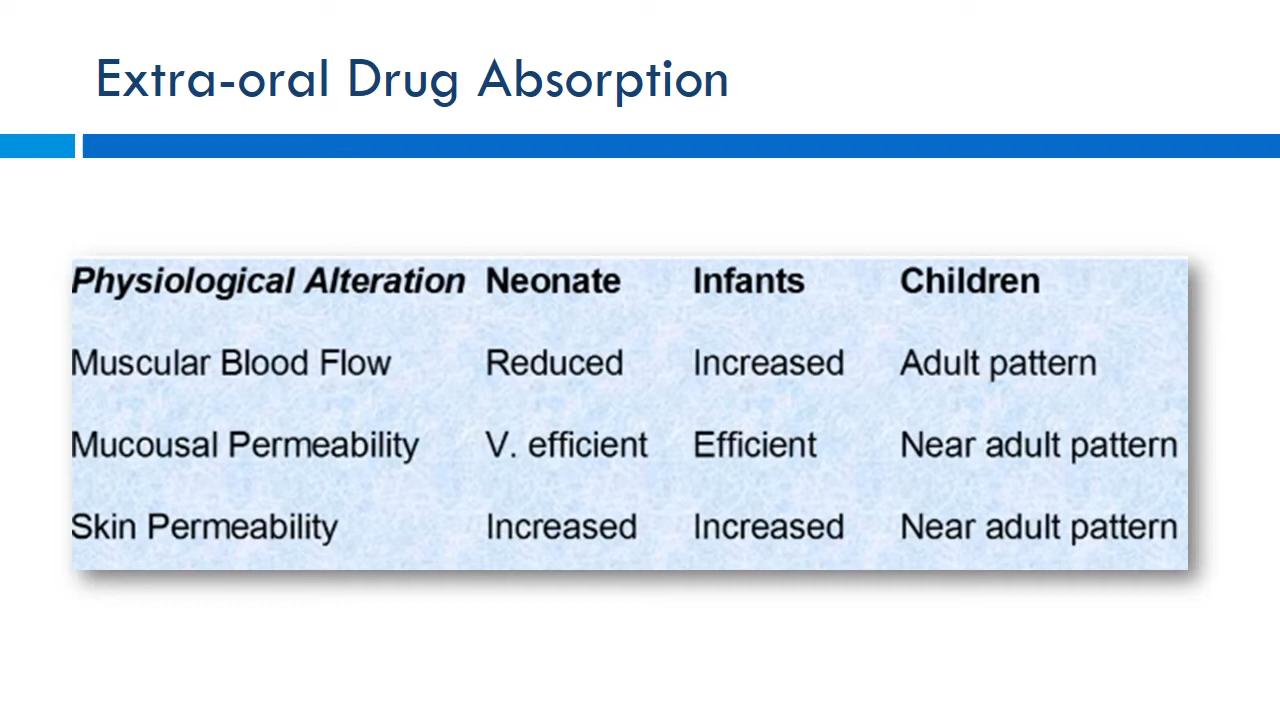 Extra-oral Drug Absorption
Physiological Alteration Neonate Infants Children
Muscular Blood Flow Reduced Increased Adult pattern
Mucousal Permeability V. efficient Efficient Near adult pattern
Skin Permeability Increased Increased Near adult pattern